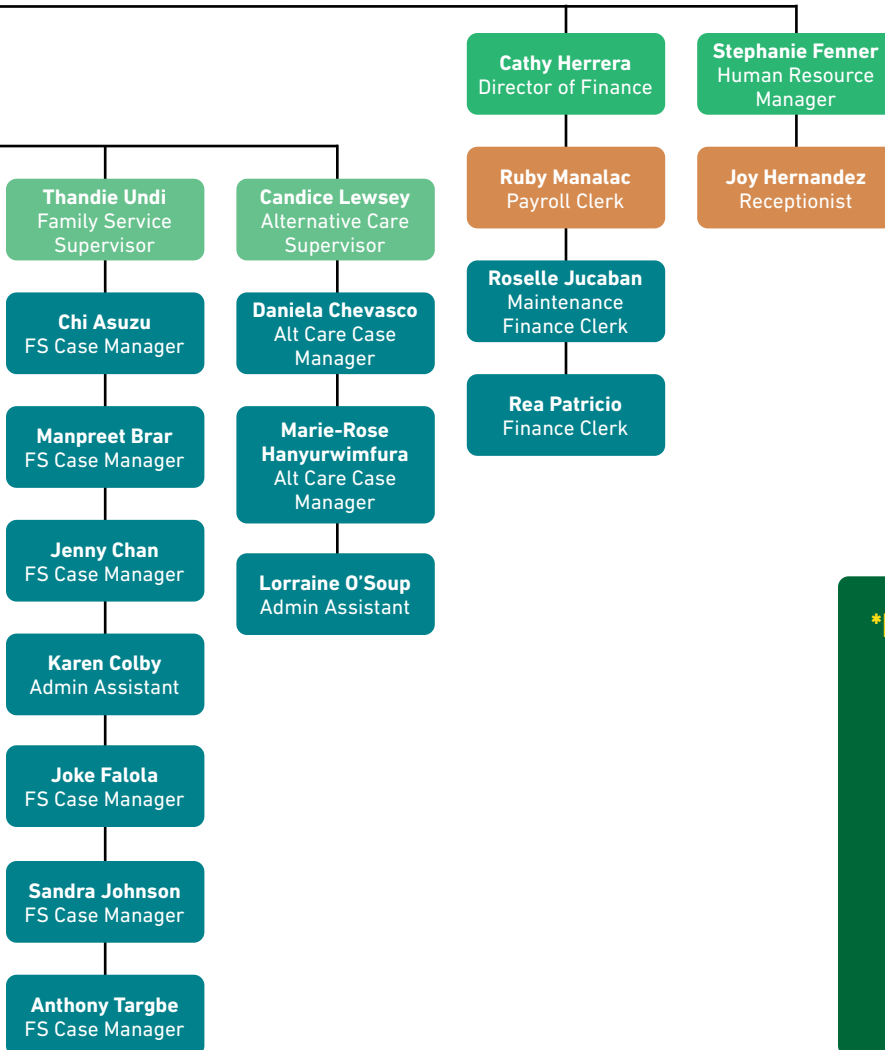 Cathy Herrera
Director of Finance
Stephanie Fenner
Human Resource
Manager
Ruby Manalac
Payroll Clerk
Joy Hernandez
Receptionist
Roselle Jucaban
Maintenance
Finance Clerk
Rea Patricio
Finance Clerk
Thandie Undi
Family Service
Supervisor
Chi Asuzu
FS Case Manager
Manpreet Brar
FS Case Manager
Jenny Chan
FS Case Manager
Karen Colby
Admin Assistant
Joke Falola
FS Case Manager
Sandra Johnson
FS Case Manager
Anthony Targbe
FS Case Manager
Candice Lewsey
Alternative Care
Supervisor
Daniela Chevasco
Alt Care Case
Manager
Marie-Rose
Hanyurwimfura
Alt Care Case
Manager
Lorraine O’Soup
Admin Assistant